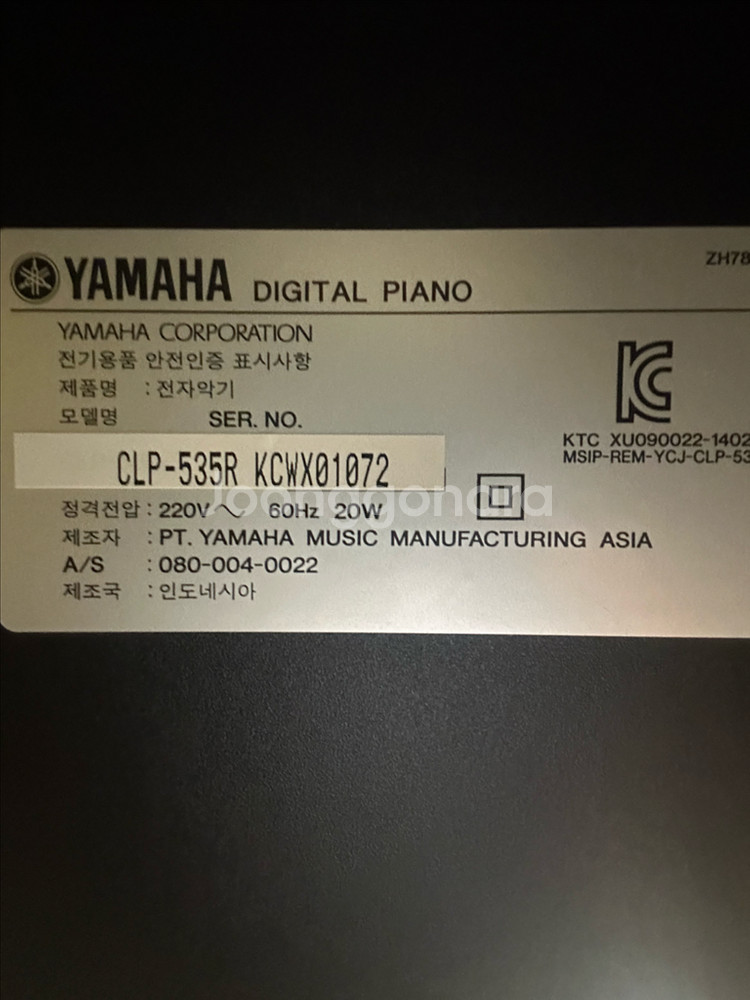 YAMAHA DIGITAL PIANO
ZH78
YAMAHA CORPORATION
전기용품 안전인증 표시사항
제품명 : 전자악기
모델명 SER. NO.
CLP-535R KCWX01072
KTC XU090022-1402
MSIP-REM-YCJ-CLP-53
정격전압 : 220V ~ 60Hz 20W
제조자 : PT. YAMAHA MUSIC MANUFACTURING ASIA
A/S : 080-004-0022
제조국 : 인도네시아
joonggonara